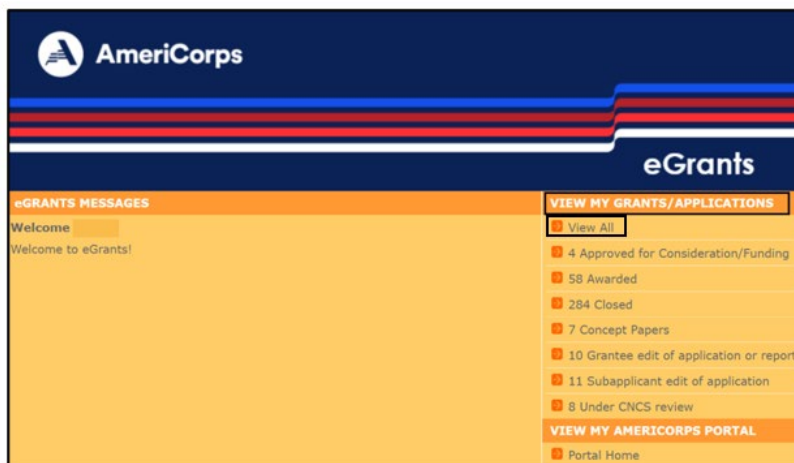 AmeriCorps
eGrants
eGRANTS MESSAGES
Welcome
Welcome to eGrants!
VIEW MY GRANTS/APPLICATIONS
View All
4 Approved for Consideration/Funding
58 Awarded
284 Closed
7 Concept Papers
10 Grantee edit of application or report
11 Subapplicant edit of application
8 Under CNCS review
VIEW MY AMERICORPS PORTAL
Portal Home